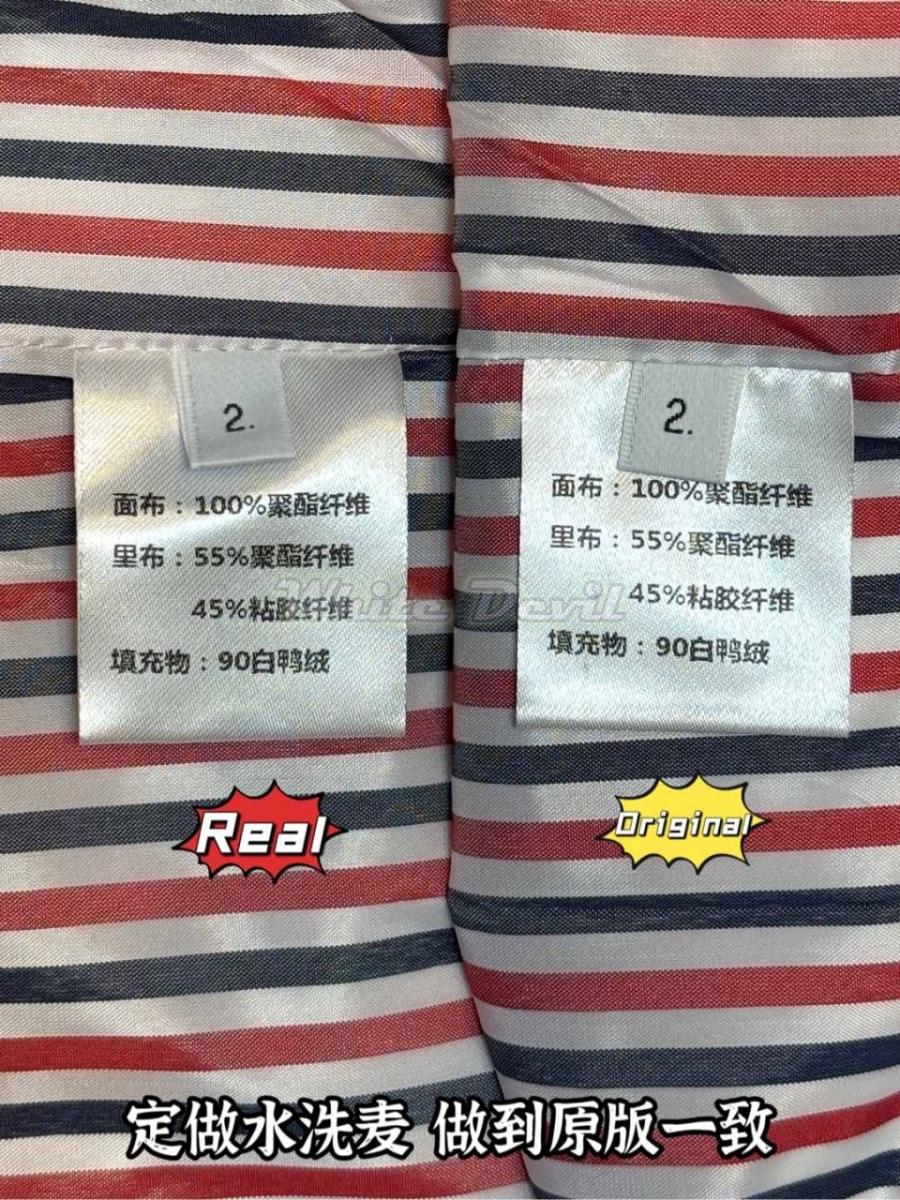 2.
面布：100%聚酯纤维
里布：55%聚酯纤维
45%粘胶纤维
填充物：90白鸭绒
2.
面布：100%聚酯纤维
里布：55%聚酯纤维
45%粘胶纤维
填充物：90白鸭绒
White Devil
Real
Original
定做水洗麦 做到原版一致